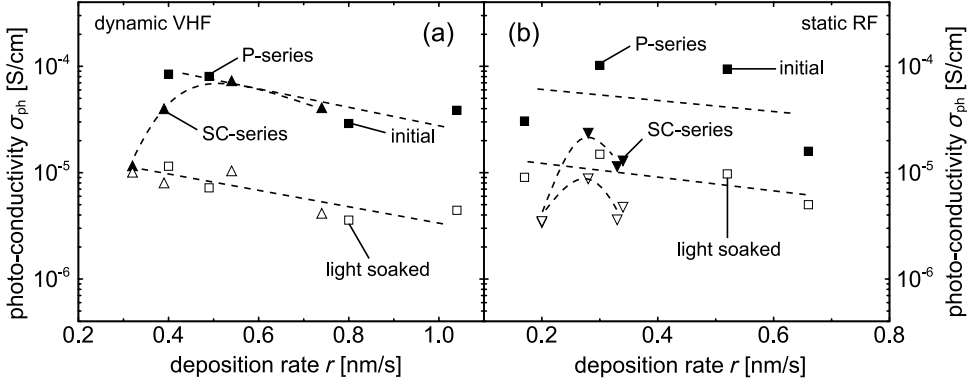 dynamic VHF
(a)
P-series
SC-series
initial
light soaked
photo-conductivity σph [S/cm]
10-4
10-5
10-6
0.2
0.4
0.6
0.8
1.0
deposition rate r [nm/s]
(b)
static RF
P-series
initial
SC-series
light soaked
10-4
10-5
10-6
photo-conductivity σph [S/cm]
0.2
0.4
0.6
0.8
deposition rate r [nm/s]